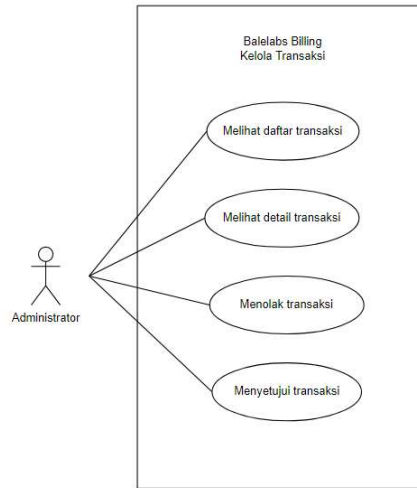 Balelabs Billing
Kelola Transaksi
Melihat daftar transaksi
Melihat detail transaksi
Administrator
Menolak transaksi
Menyetujui transaksi